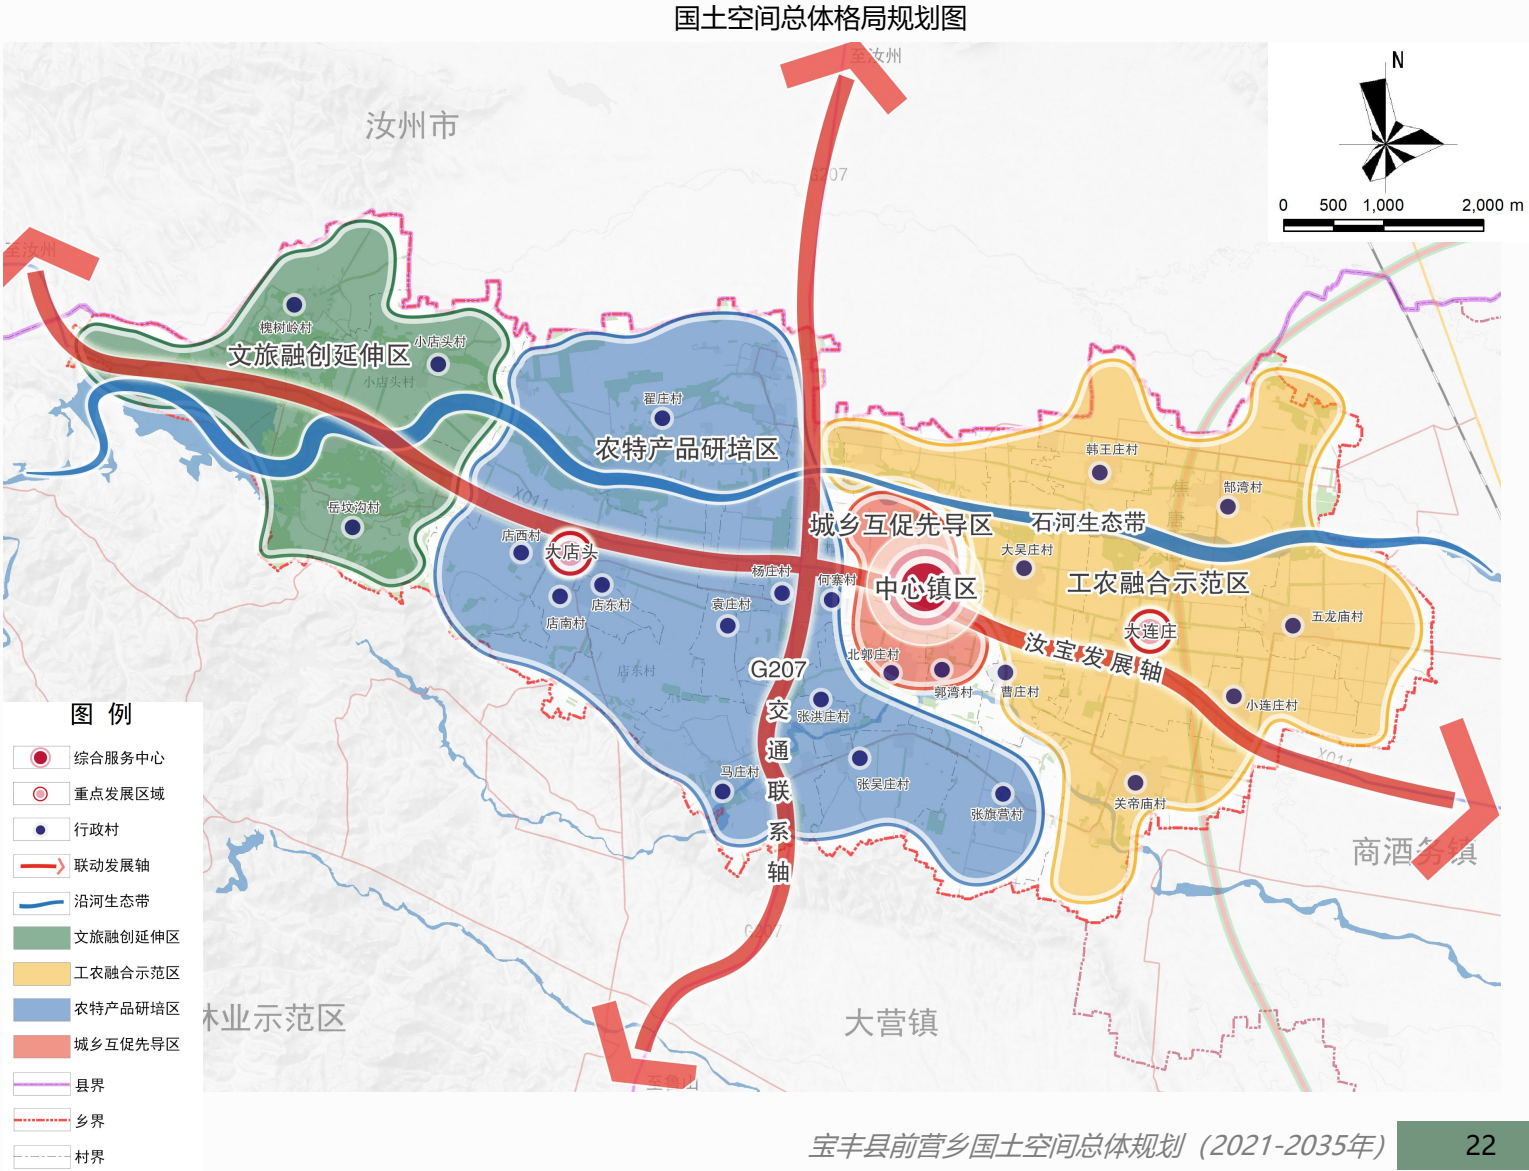 国土空间总体格局规划图
至汝州
N
汝州市
0 500 1,000 2,000 m
G207
至汝州
槐树岭村
小店头村
文旅融创延伸区
小店头村
翟庄村
农特产品研培区
韩王庄村
郜湾村
焦
唐
X011
岳坟沟村
城乡互促先导区
石河生态带
店西村
大店头
大吴庄村
杨庄村
何寨村
中心镇区
工农融合示范区
店东村
店南村
袁庄村
大连庄
五龙庙村
汝宝发展轴
北郭庄村
郭湾村
曹庄村
店东村
G207
交
通
联
系
轴
小连庄村
张洪庄村
X011
马庄村
张吴庄村
张旗营村
关帝庙村
商酒务镇
G207
林业示范区
大营镇
至鲁山
图 例
综合服务中心
重点发展区域
行政村
联动发展轴
沿河生态带
文旅融创延伸区
工农融合示范区
农特产品研培区
城乡互促先导区
县界
乡界
村界
宝丰县前营乡国土空间总体规划（2021-2035年）
22